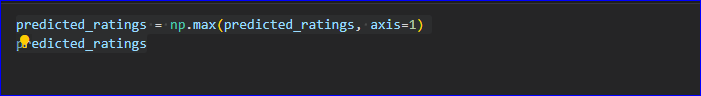 predicted_ratings = np.max(predicted_ratings, axis=1)
predicted_ratings